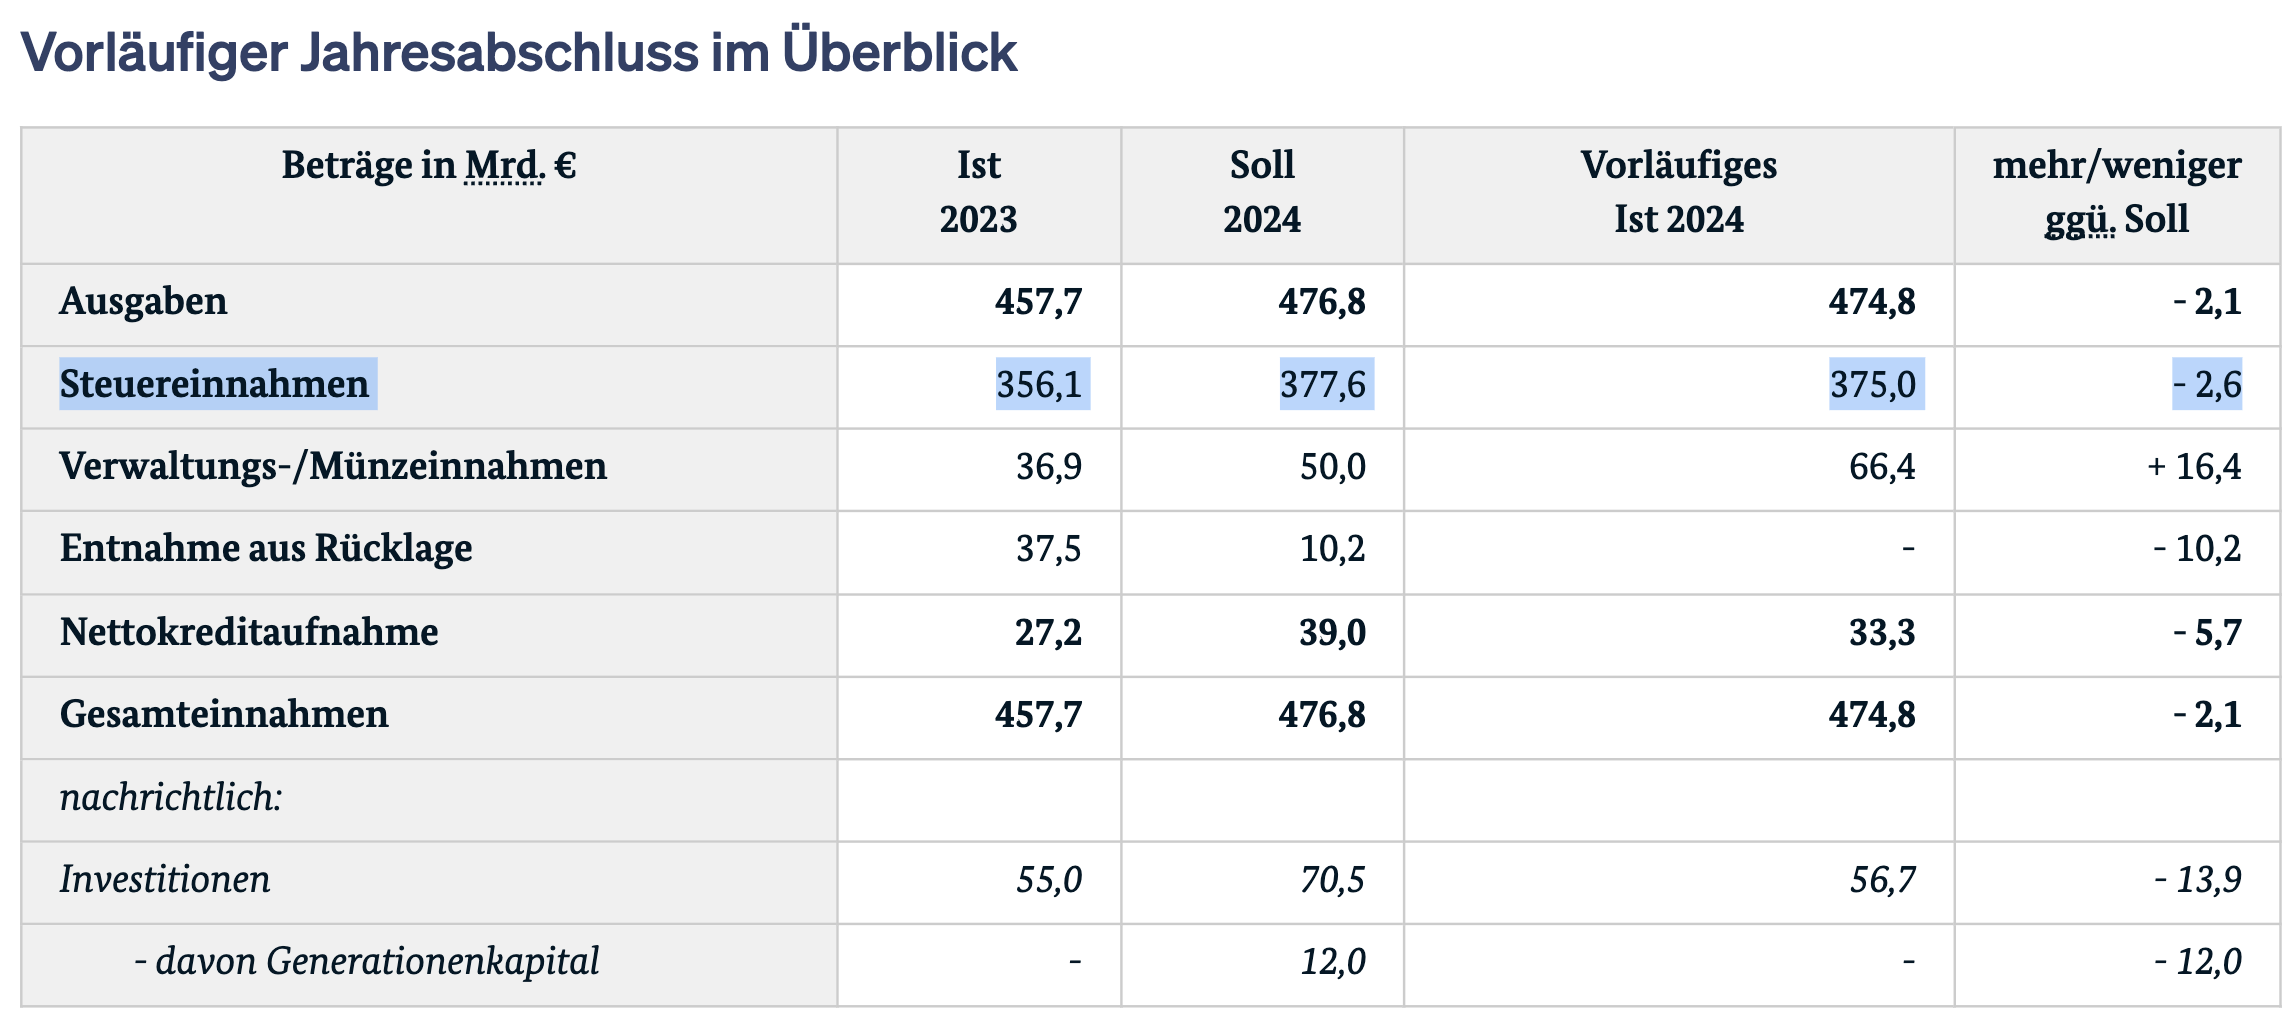 Vorläufiger Jahresabschluss im Überblick
Beträge in Mrd. € Ist 2023 Soll 2024 Vorläufiges Ist 2024 mehr/weniger ggü. Soll
Ausgaben 457,7 476,8 474,8 - 2,1
Steuereinnahmen 356,1 377,6 375,0 - 2,6
Verwaltungs-/Münzeinnahmen 36,9 50,0 66,4 + 16,4
Entnahme aus Rücklage 37,5 10,2 - - 10,2
Nettokreditaufnahme 27,2 39,0 33,3 - 5,7
Gesamteinnahmen 457,7 476,8 474,8 - 2,1
nachrichtlich:
Investitionen 55,0 70,5 56,7 - 13,9
- davon Generationenkapital - 12,0 - - 12,0